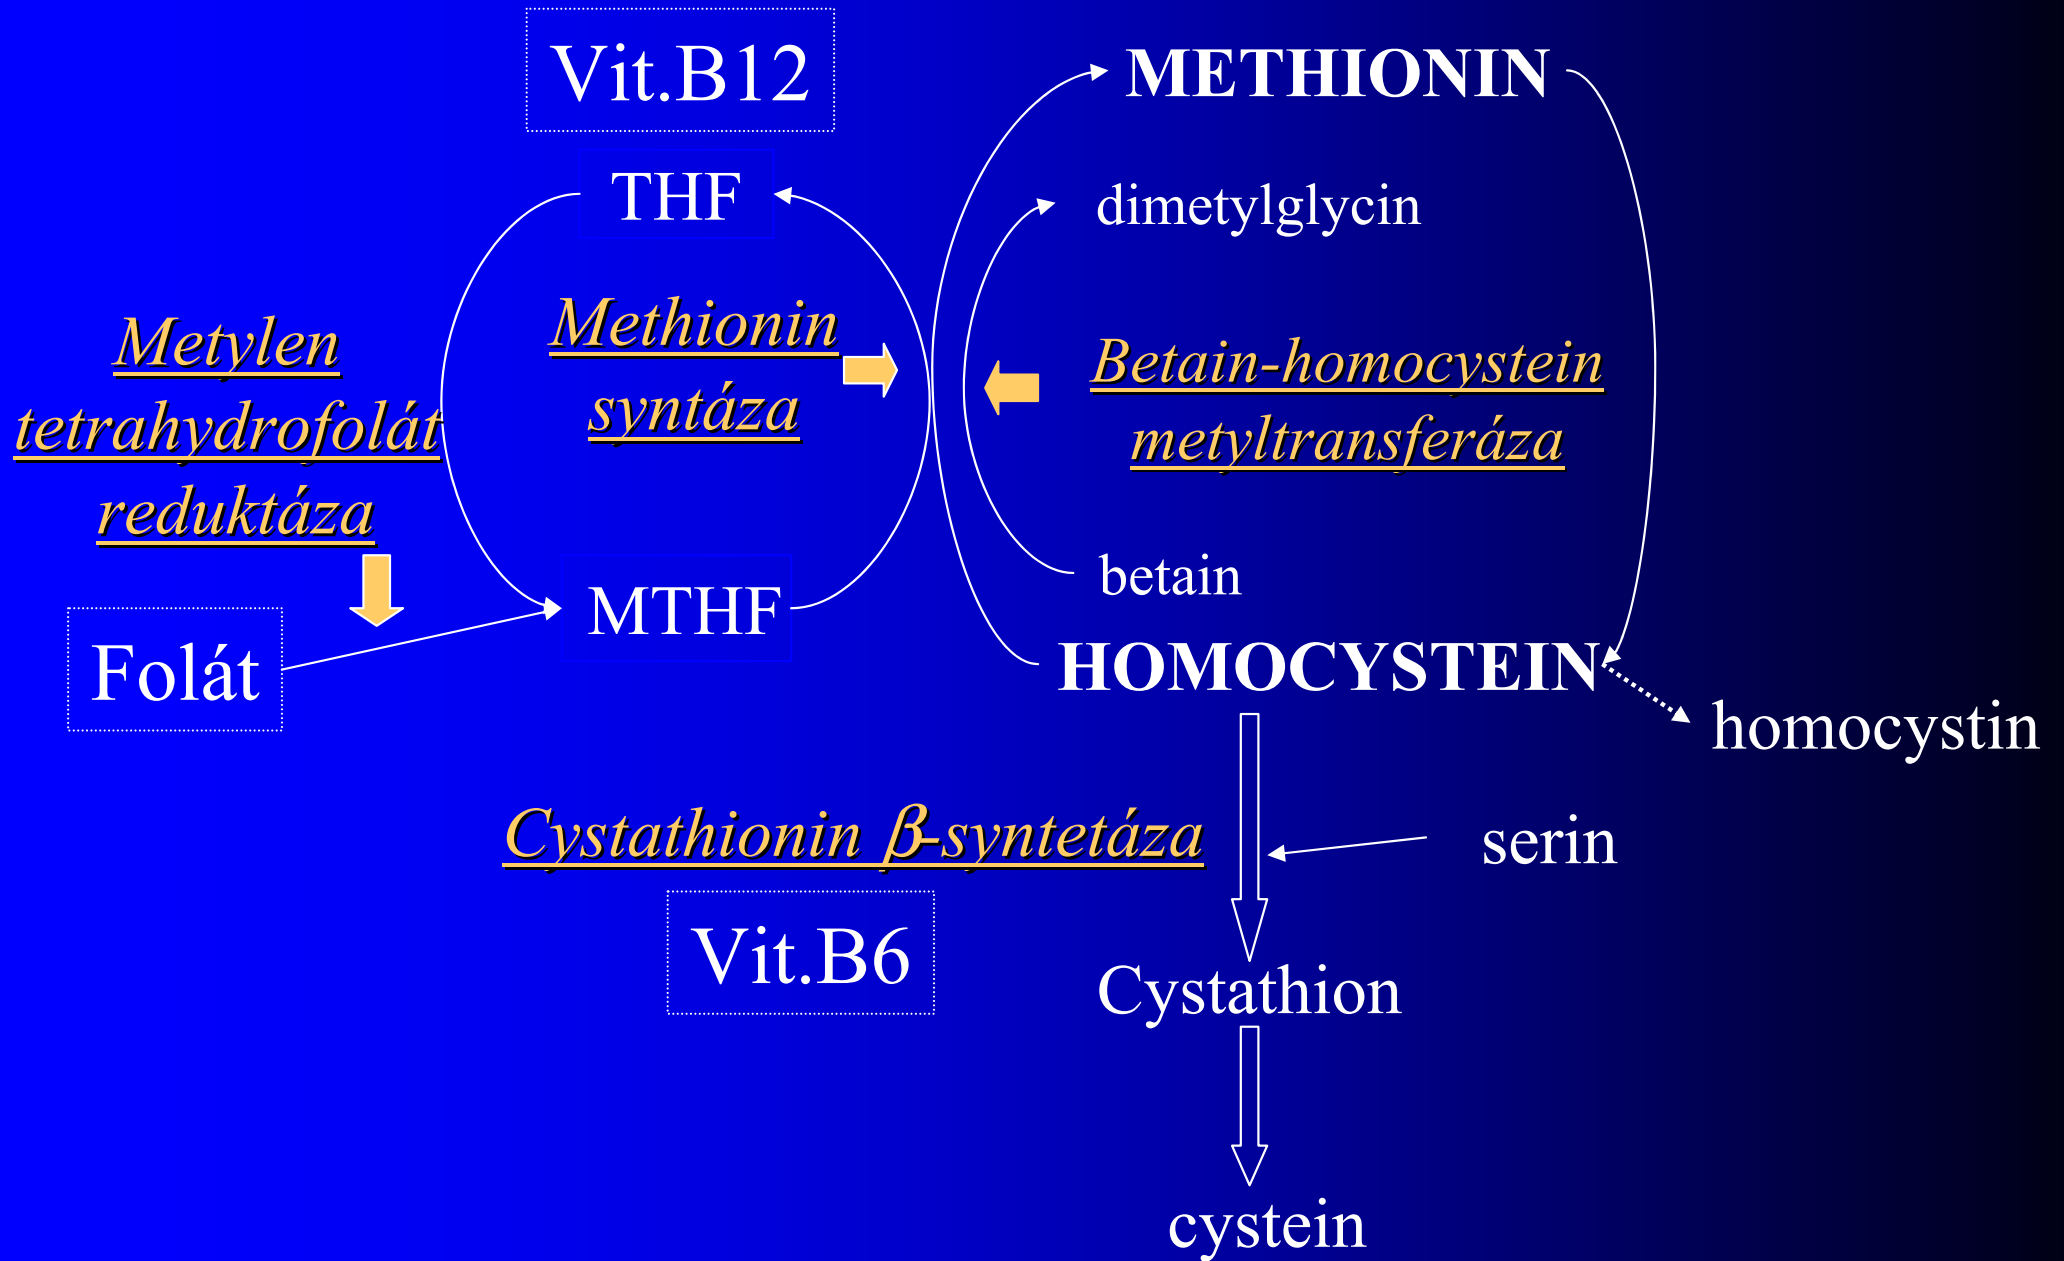 Vit.B12
METHIONIN
THF
dimetylglycin
Metylen
tetrahydrofolát
reduktáza
Methionin
syntáza
Betain-homocystein
metyltransferáza
betain
MTHF
Folát
HOMOCYSTEIN
homocystin
Cystathionin β-syntetáza
serin
Vit.B6
Cystathion
cystein